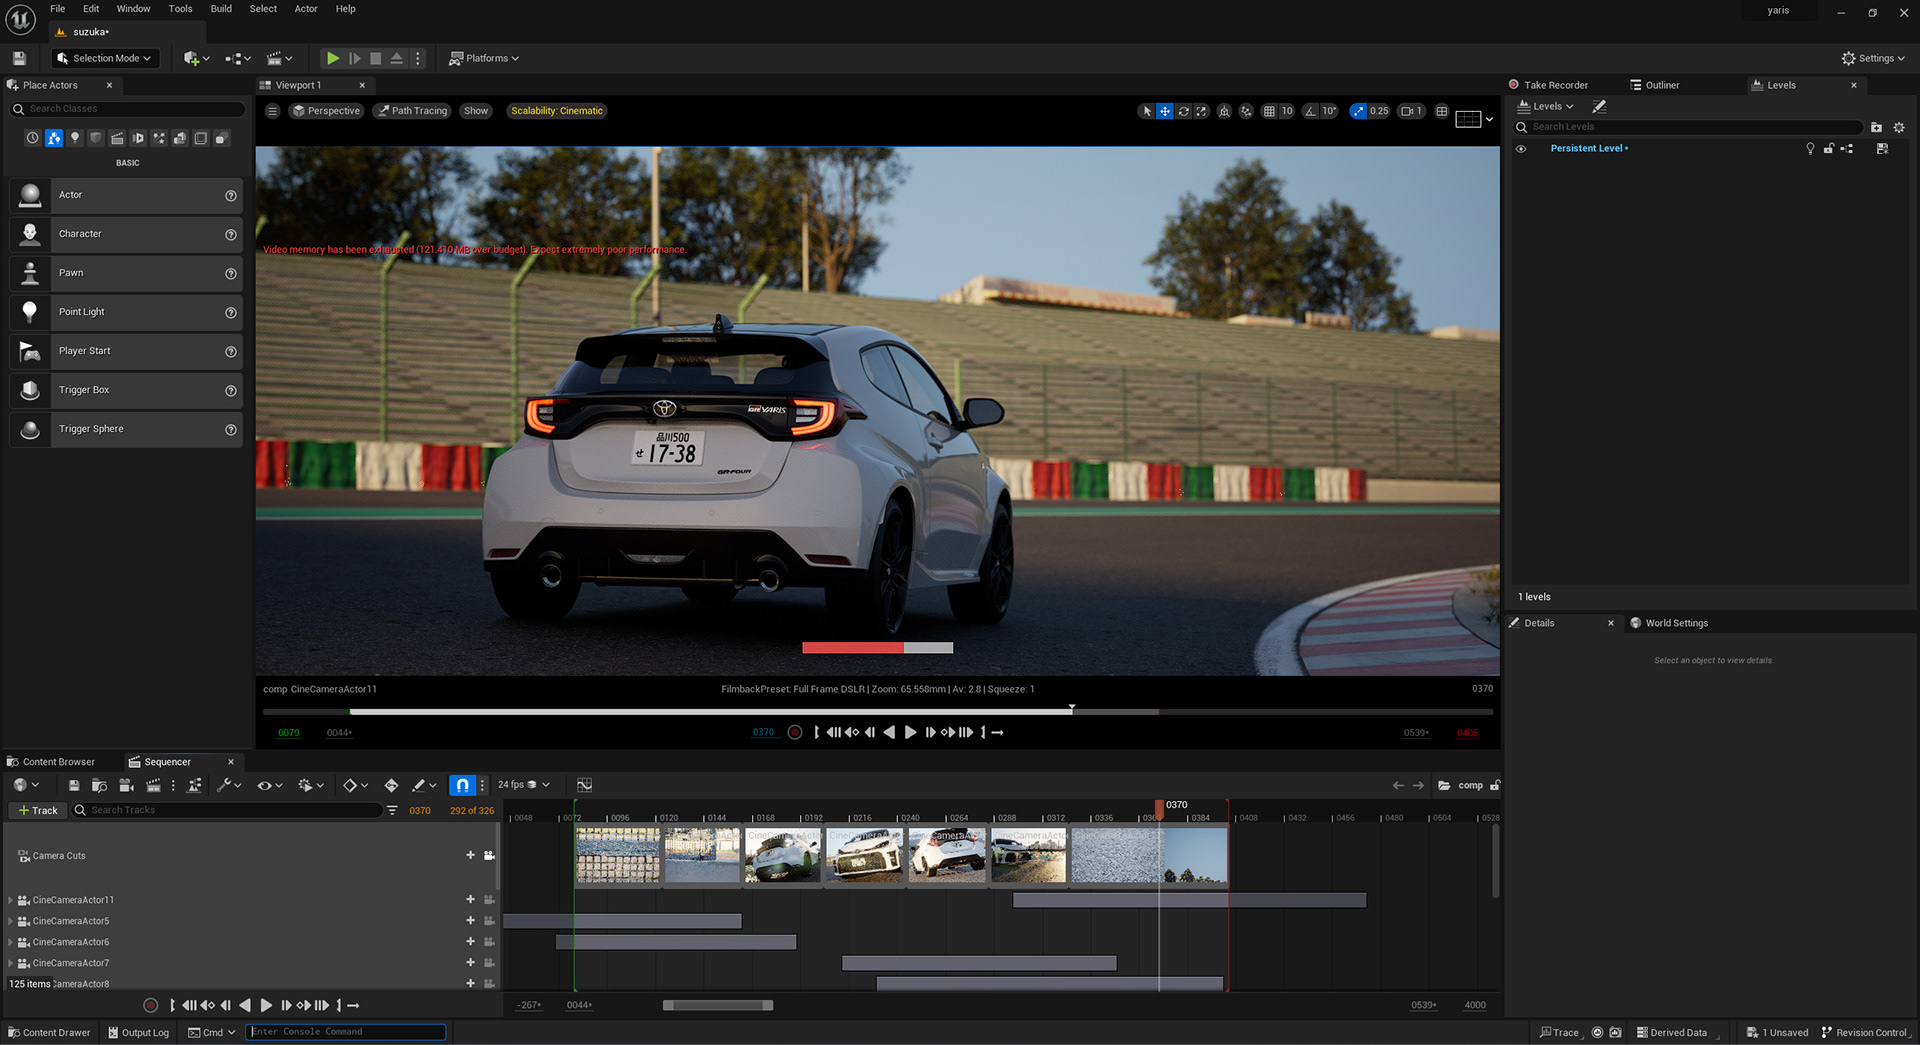 File Edit Window Tools Build Select Actor Help
yaris
suzuka•
Selection Mode
Platforms
Settings
Place Actors
Search Classes
BASIC
Actor
Character
Pawn
Point Light
Player Start
Trigger Box
Trigger Sphere
Viewport 1
Perspective Path Tracing Show Scalability: Cinematic
10 10° 0.25 1
Video memory has been exhausted (121.410 MB over budget). Expect extremely poor performance.
GR YARIS
品川500
せ 17-38
GR-FOUR
comp CineCameraActor11
FilmbackPreset: Full Frame DSLR | Zoom: 65.558mm | Av: 2.8 | Squeeze: 1
0370
0079 0044• 0370 0539• 0405
Take Recorder Outliner Levels
Levels
Search Levels
Persistent Level •
1 levels
Details World Settings
Select an object to view details.
Content Browser Sequencer
24 fps
comp
Track Search Tracks 0370 292 of 326
0370
0048 0072 0096 0120 0144 0168 0192 0216 0240 0264 0288 0312 0336 0384 0408 0432 0456 0480 0504 0528
Camera Cuts
CineCameraActor11
CineCameraActor5
CineCameraActor6
CineCameraActor7
125 items
CameraActor8
-267• 0044• 0539• 4000
Content Drawer Output Log Cmd Enter Console Command
Trace Derived Data 1 Unsaved Revision Control